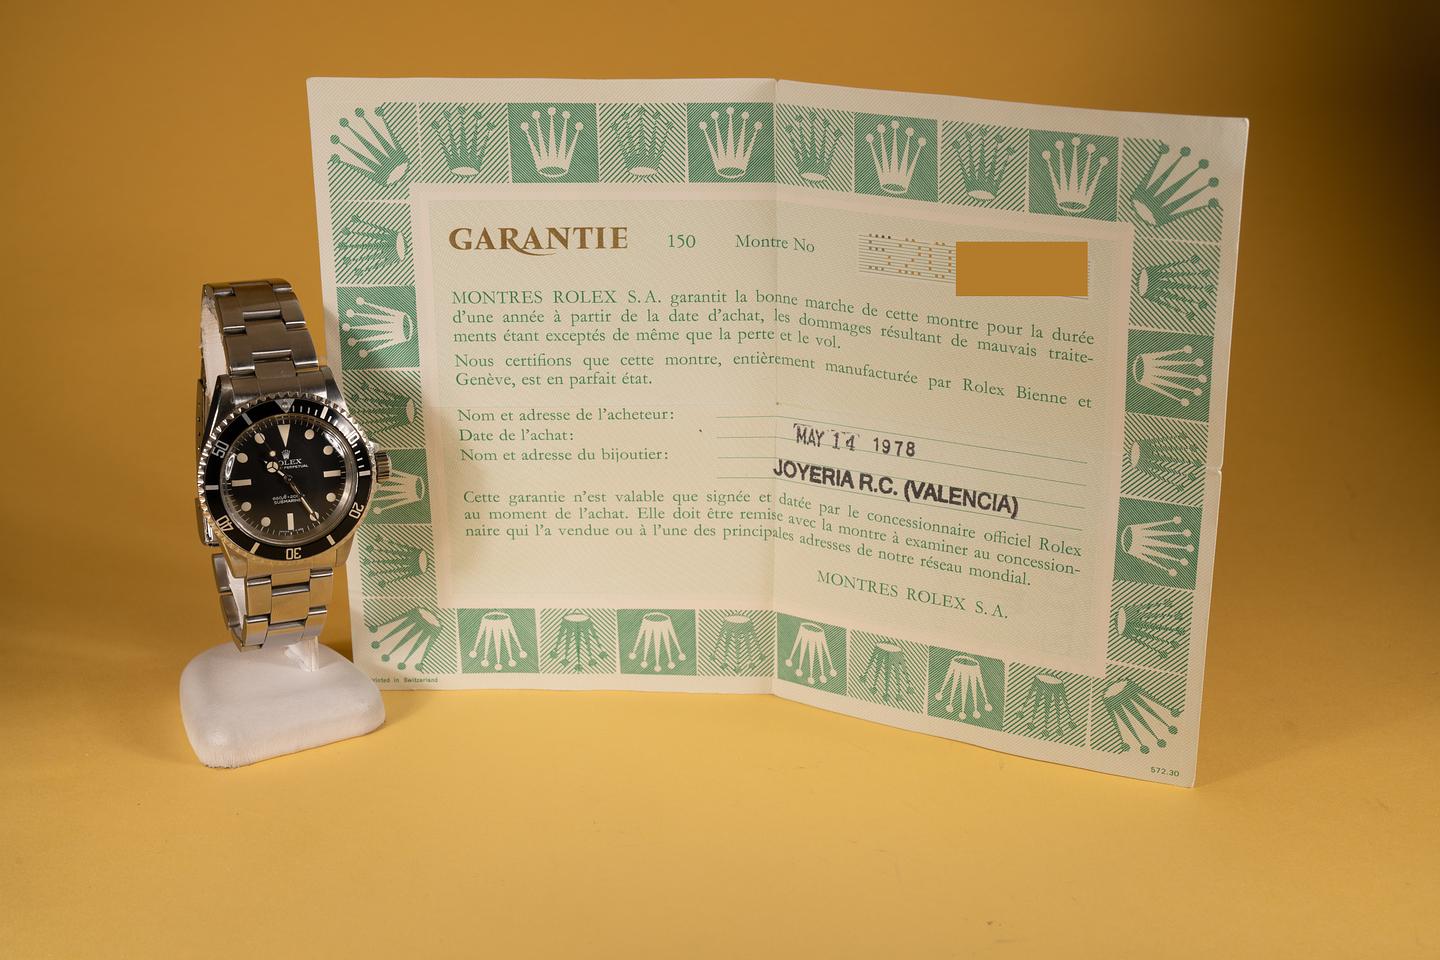 GARANTIE 150 Montre No 520
MONTRES ROLEX S.A. garantit la bonne marche de cette montre pour la durée
d'une année à partir de la date d'achat, les dommages résultant de mauvais traite-
ments étant exceptés de même que la perte et le vol.
Nous certifions que cette montre, entièrement manufacturée par Rolex Bienne et
Genève, est en parfait état.
Nom et adresse de l'acheteur:
Date de l'achat: MAY 14 1978
Nom et adresse du bijoutier: JOYERIA R.C. (VALENCIA)
Cette garantie n'est valable que signée et datée par le concessionnaire officiel Rolex
au moment de l'achat. Elle doit être remise avec la montre à examiner au concession-
naire qui l'a vendue ou à l'une des principales adresses de notre réseau mondial.
MONTRES ROLEX S.A.
Printed in Switzerland
572.30
ROLEX
PERPETUAL
SUBMARINER
10
20
30
40
50